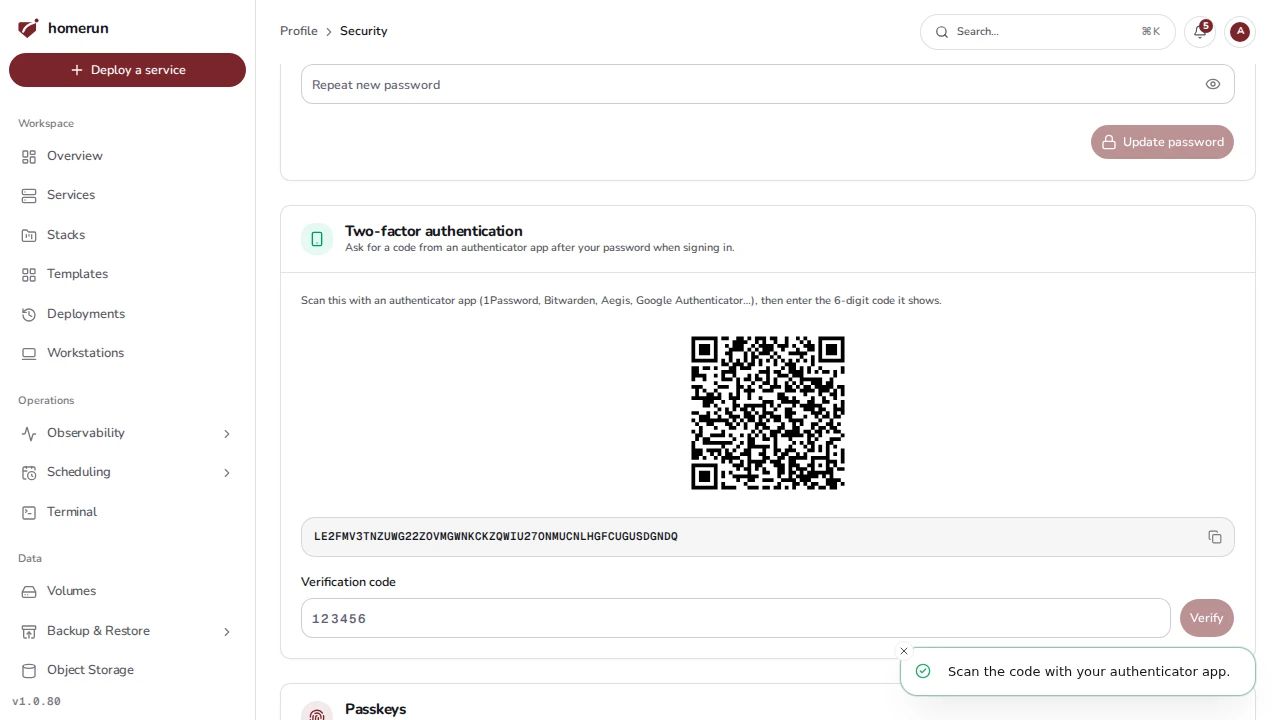 homerun
Deploy a service
Workspace
Overview
Services
Stacks
Templates
Deployments
Workstations
Operations
Observability
Scheduling
Terminal
Data
Volumes
Backup & Restore
Object Storage
v1.0.80
Profile > Security
Search...
⌘K
5
A
Repeat new password
Update password
Two-factor authentication
Ask for a code from an authenticator app after your password when signing in.
Scan this with an authenticator app (1Password, Bitwarden, Aegis, Google Authenticator...), then enter the 6-digit code it shows.
LE2FMV3TNZUWG22ZOVMGWNKCKZQWIU27ONMUCNLHGFCUGUSDGNDQ
Verification code
123456
Verify
Scan the code with your authenticator app.
Passkeys